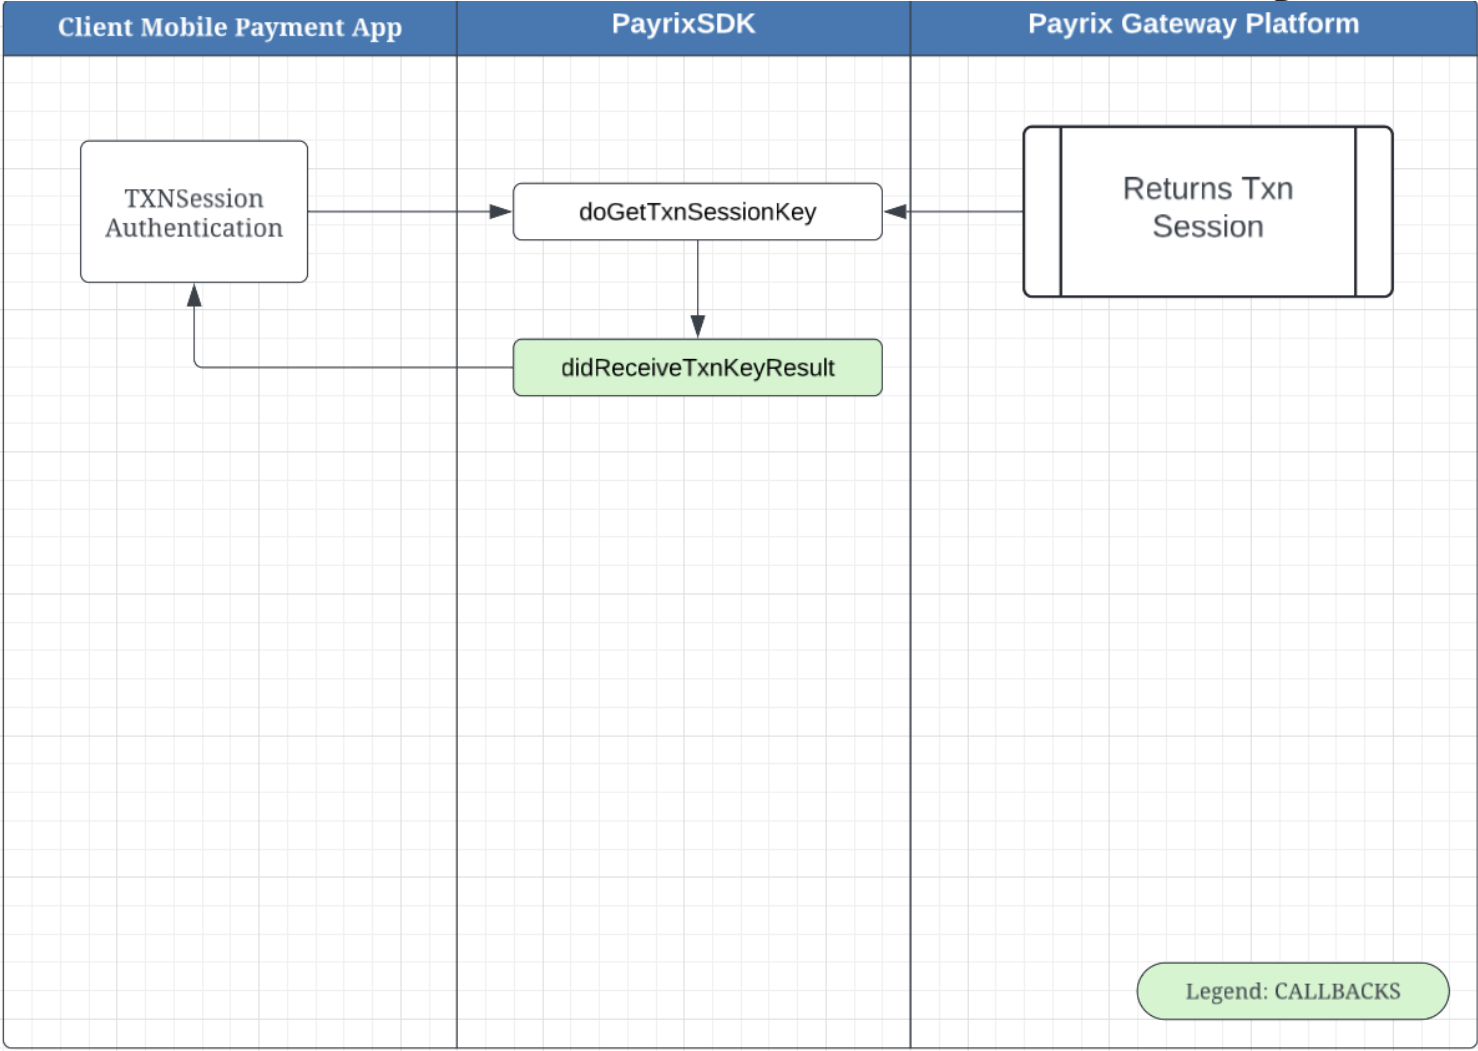 Client Mobile Payment App
PayrixSDK
Payrix Gateway Platform
TXNSession
Authentication
doGetTxnSessionKey
Returns Txn
Session
didReceiveTxnKeyResult
Legend: CALLBACKS